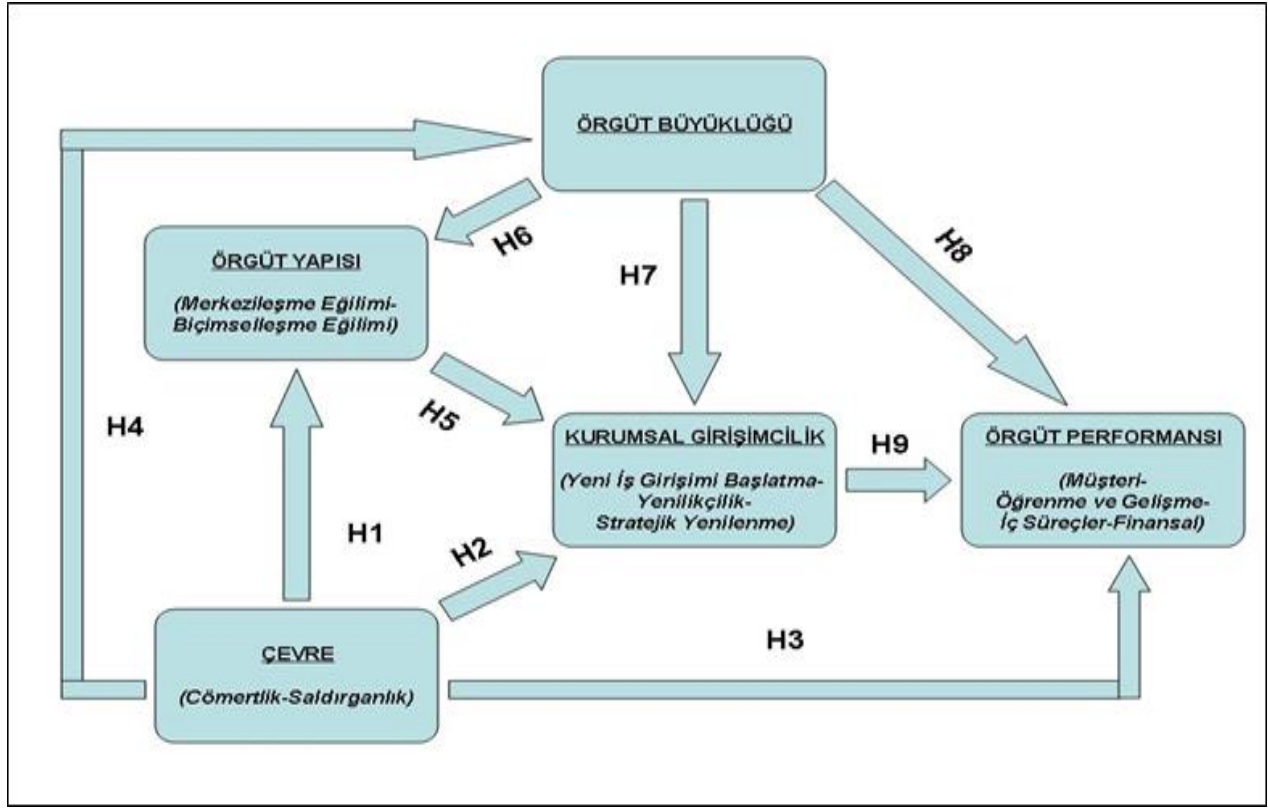 ÖRGÜT BÜYÜKLÜĞÜ
H6
ÖRGÜT YAPISI
(Merkezileşme Eğilimi-
Biçimselleşme Eğilimi)
H7
H8
H4
H5
KURUMSAL GİRİŞİMCİLİK
(Yeni İş Girişimi Başlatma-
Yenilikçilik-
Stratejik Yenilenme)
H9
ÖRGÜT PERFORMANSI
(Müşteri-
Öğrenme ve Gelişme-
İç Süreçler-Finansal)
H1
H2
ÇEVRE
(Cömertlik-Saldırganlık)
H3